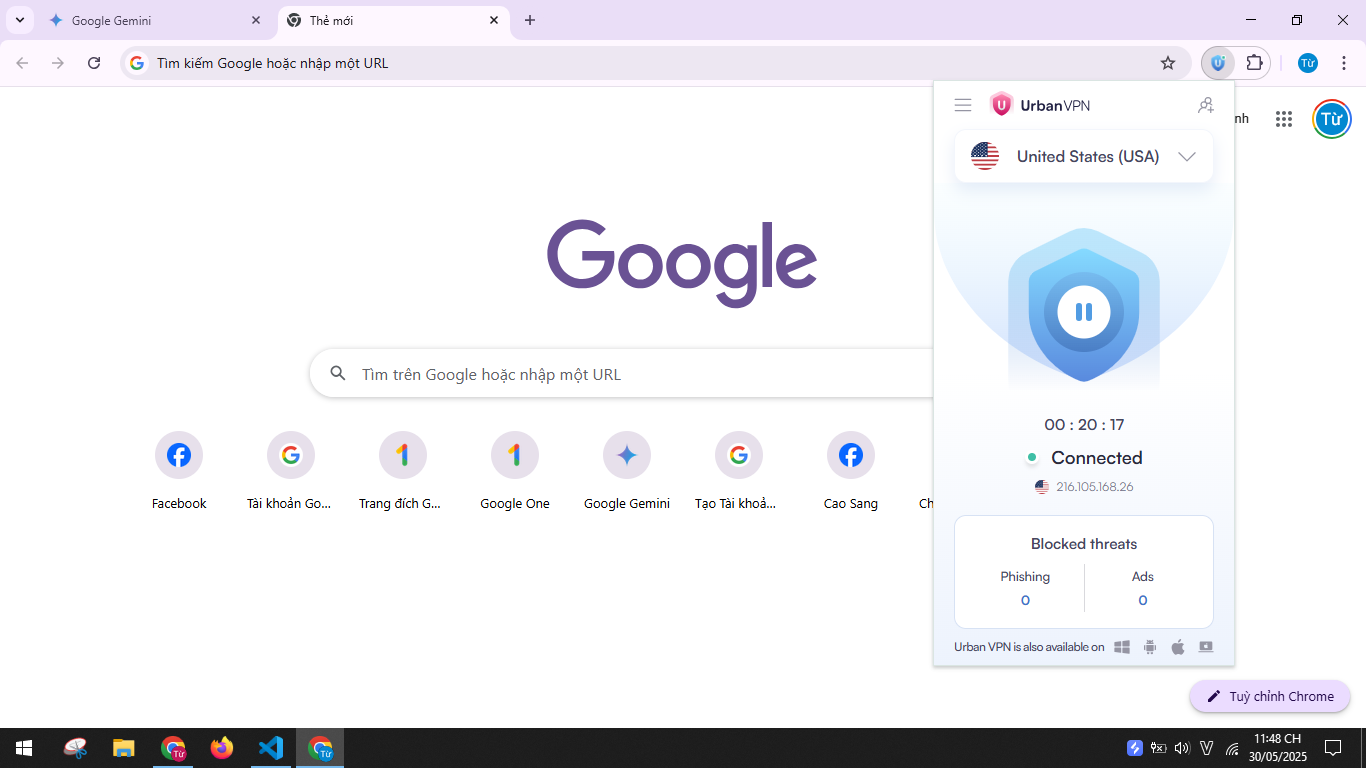 Google Gemini
Thẻ mới
Tìm kiếm Google hoặc nhập một URL
Từ
UrbanVPN
nh
Từ
United States (USA)
Google
Tìm trên Google hoặc nhập một URL
00 : 20 : 17
Connected
216.105.168.26
Facebook
Tài khoản Go...
Trang đích G...
Google One
Google Gemini
Tạo Tài khoả...
Cao Sang
Ch
Blocked threats
Phishing
Ads
0
0
Urban VPN is also available on
Tuỳ chỉnh Chrome
Từ
Từ
11:48 CH
30/05/2025